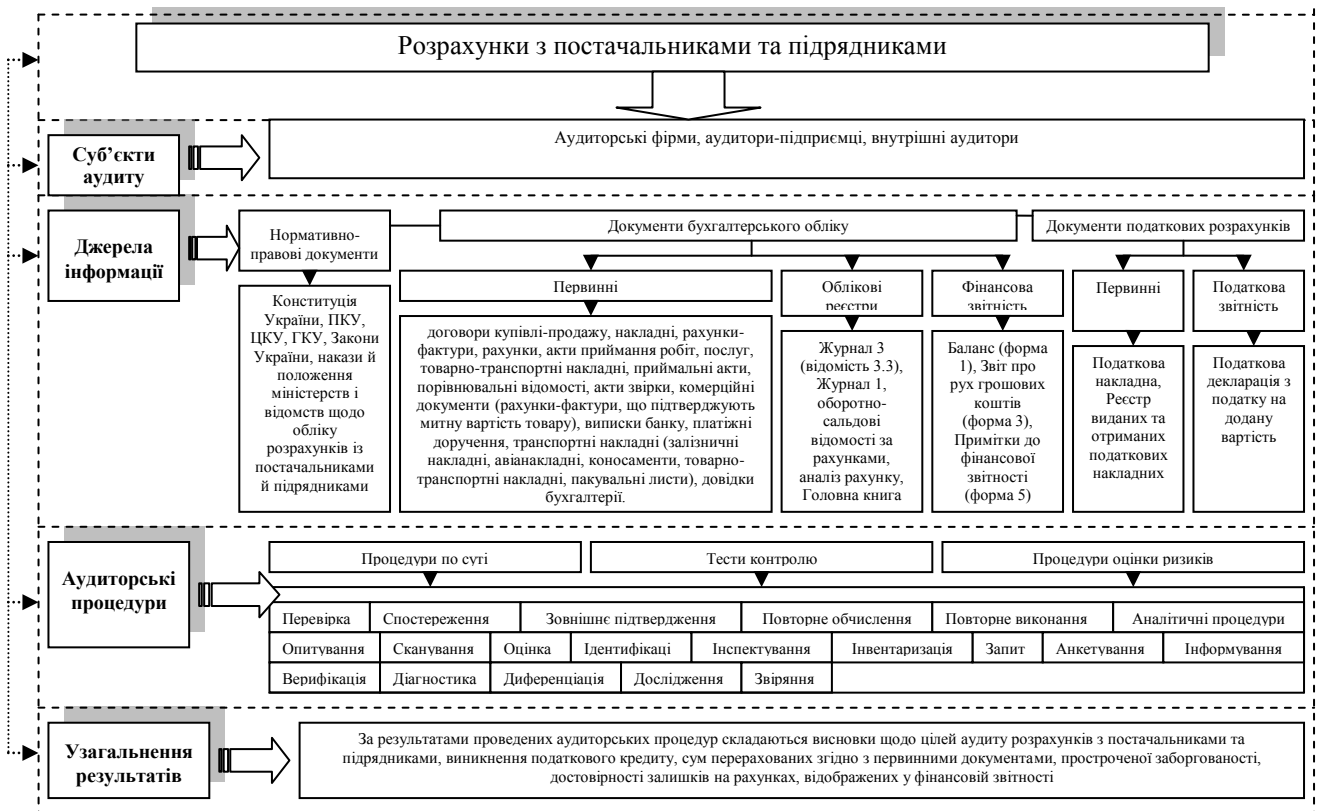 Розрахунки з постачальниками та підрядниками
Суб’єкти
аудиту
Аудиторські фірми, аудитори-підприємці, внутрішні аудитори
Джерела
інформації
Нормативно-
правові документи
Документи бухгалтерського обліку
Документи податкових розрахунків
Первинні
Облікові
реєстри
Фінансова
звітність
Первинні
Податкова
звітність
Конституція
України, ПКУ,
ЦКУ, ГКУ, Закони
України, накази й
положення
міністерств і
відомств щодо
обліку
розрахунків із
постачальниками
й підрядниками
договори купівлі-продажу, накладні, рахунки-
фактури, рахунки, акти приймання робіт, послуг,
товарно-транспортні накладні, приймальні акти,
порівнювальні відомості, акти звірки, комерційні
документи (рахунки-фактури, що підтверджують
митну вартість товару), виписки банку, платіжні
доручення, транспортні накладні (залізничні
накладні, авіанакладні, коносаменти, товарно-
транспортні накладні, пакувальні листи), довідки
бухгалтерії.
Журнал 3
(відомість 3.3),
Журнал 1,
оборотно-
сальдові
відомості за
рахунками,
аналіз рахунку,
Головна книга
Баланс (форма
1), Звіт про
рух грошових
коштів
(форма 3),
Примітки до
фінансової
звітності
(форма 5)
Податкова
накладна,
Реєстр
виданих та
отриманих
податкових
накладних
Податкова
декларація з
податку на
додану
вартість
Аудиторські
процедури
Процедури по суті
Тести контролю
Процедури оцінки ризиків
Перевірка Спостереження Зовнішнє підтвердження Повторне обчислення Повторне виконання Аналітичні процедури
Опитування Сканування Оцінка Ідентифікаці Інспектування Інвентаризація Запит Анкетування Інформування
Верифікація Діагностика Диференціація Дослідження Звіряння
Узагальнення
результатів
За результатами проведених аудиторських процедур складаються висновки щодо цілей аудиту розрахунків з постачальниками та
підрядниками, виникнення податкового кредиту, сум перерахованих згідно з первинними документами, простроченої заборгованості,
достовірності залишків на рахунках, відображених у фінансовій звітності